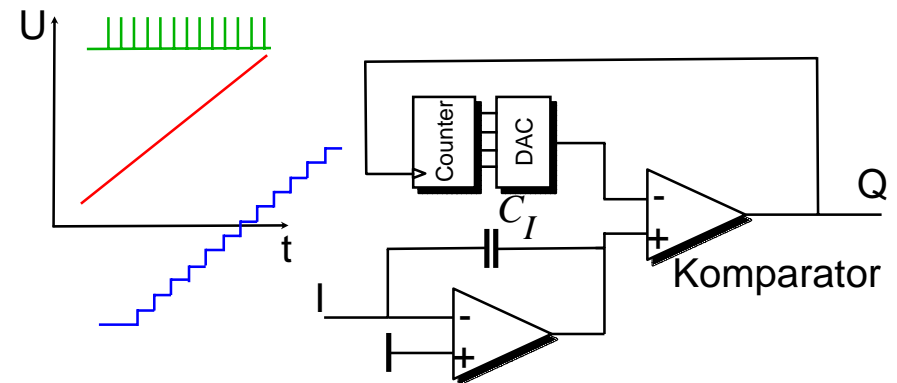 U
t
Counter
DAC
C_I
-
+
Q
Komparator
I
-
+